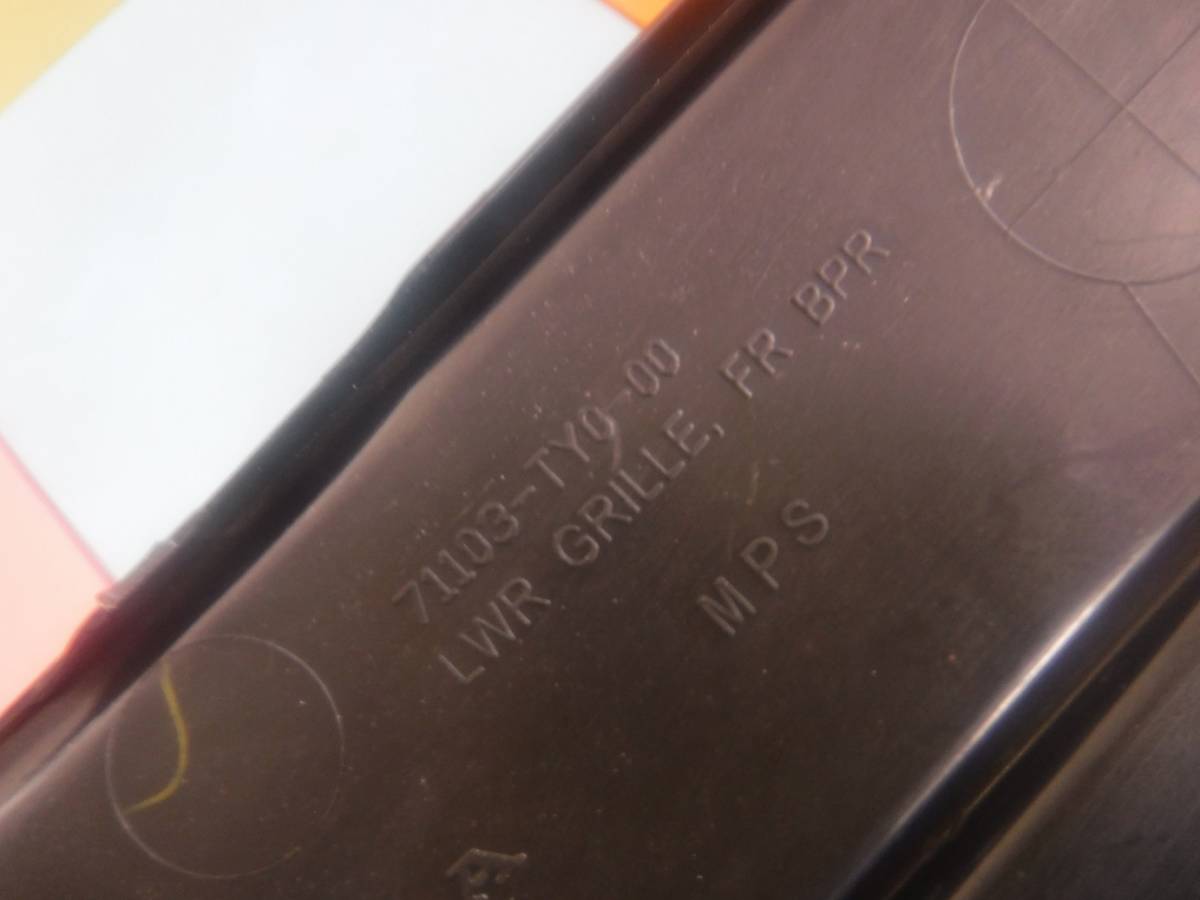 71103-TY0-00
LWR GRILLE, FR BPR
MPS
A